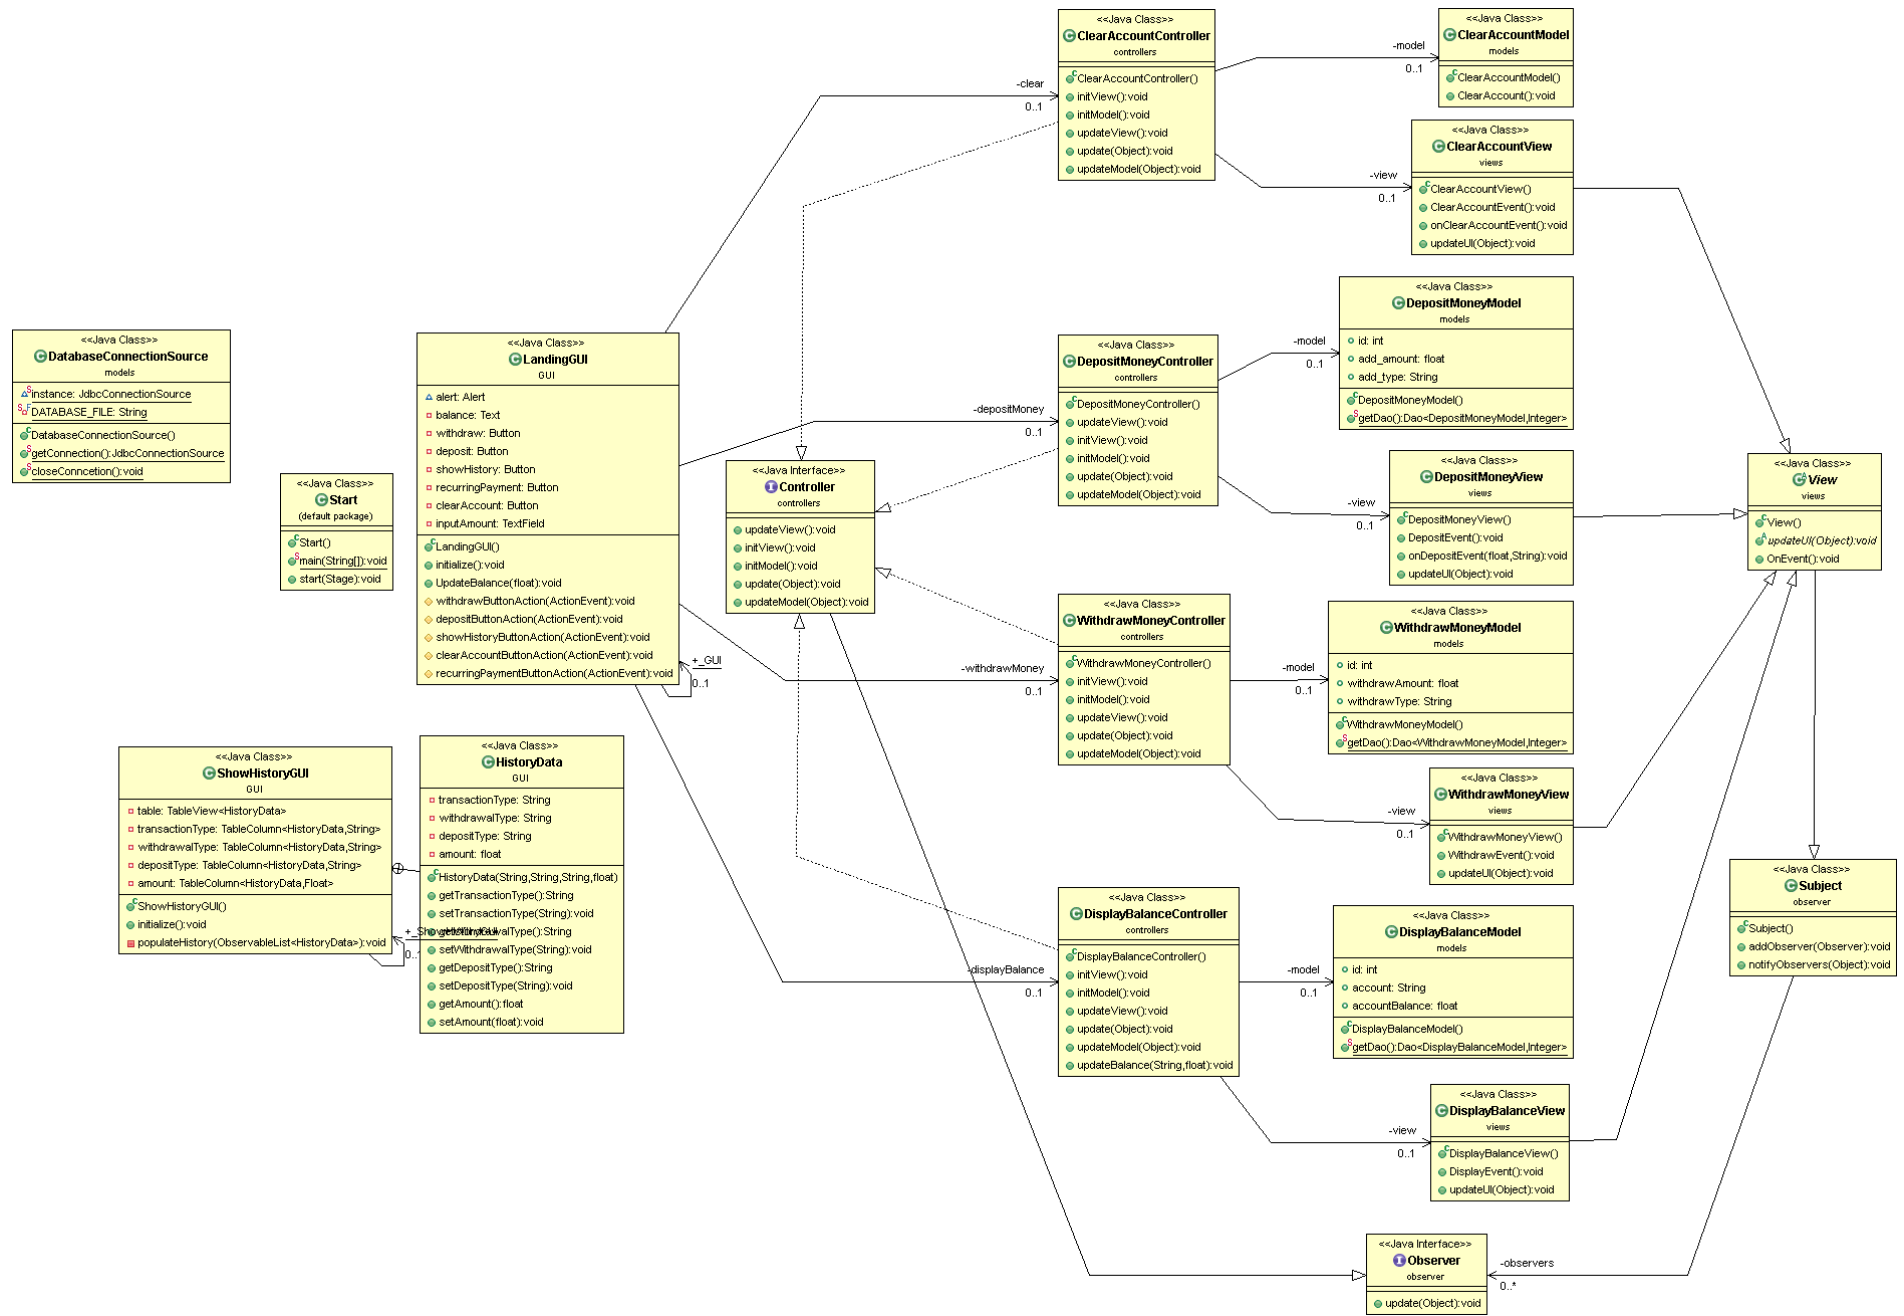 <<Java Class>>
ClearAccountController
controllers
ClearAccountController()
initView():void
initModel():void
updateView():void
update(Object):void
updateModel(Object):void
-clear
0..1
-model
0..1
<<Java Class>>
ClearAccountModel
models
ClearAccountModel()
ClearAccount():void
-view
0..1
<<Java Class>>
ClearAccountView
views
ClearAccountView()
ClearAccountEvent():void
onClearAccountEvent():void
updateUI(Object):void
<<Java Class>>
DatabaseConnectionSource
models
instance: JdbcConnectionSource
DATABASE_FILE: String
DatabaseConnectionSource()
getConnection():JdbcConnectionSource
closeConncetion():void
<<Java Class>>
Start
(default package)
Start()
main(String[]):void
start(Stage):void
<<Java Class>>
LandingGUI
GUI
alert: Alert
balance: Text
withdraw: Button
deposit: Button
showHistory: Button
recurringPayment: Button
clearAccount: Button
inputAmount: TextField
LandingGUI()
initialize():void
UpdateBalance(float):void
withdrawButtonAction(ActionEvent):void
depositButtonAction(ActionEvent):void
showHistoryButtonAction(ActionEvent):void
clearAccountButtonAction(ActionEvent):void
recurringPaymentButtonAction(ActionEvent):void
+_GUI
0..1
<<Java Interface>>
Controller
controllers
updateView():void
initView():void
initModel():void
update(Object):void
updateModel(Object):void
-depositMoney
0..1
<<Java Class>>
DepositMoneyController
controllers
DepositMoneyController()
updateView():void
initView():void
initModel():void
update(Object):void
updateModel(Object):void
-model
0..1
<<Java Class>>
DepositMoneyModel
models
id: int
add_amount: float
add_type: String
DepositMoneyModel()
getDao():Dao<DepositMoneyModel,Integer>
-view
0..1
<<Java Class>>
DepositMoneyView
views
DepositMoneyView()
DepositEvent():void
onDepositEvent(float,String):void
updateUI(Object):void
<<Java Class>>
View
views
View()
updateUI(Object):void
OnEvent():void
-withdrawMoney
0..1
<<Java Class>>
WithdrawMoneyController
controllers
WithdrawMoneyController()
initView():void
initModel():void
updateView():void
update(Object):void
updateModel(Object):void
-model
0..1
<<Java Class>>
WithdrawMoneyModel
models
id: int
withdrawAmount: float
withdrawType: String
WithdrawMoneyModel()
getDao():Dao<WithdrawMoneyModel,Integer>
-view
0..1
<<Java Class>>
WithdrawMoneyView
views
WithdrawMoneyView()
WithdrawEvent():void
updateUI(Object):void
<<Java Class>>
ShowHistoryGUI
GUI
table: TableView<HistoryData>
transactionType: TableColumn<HistoryData,String>
withdrawalType: TableColumn<HistoryData,String>
depositType: TableColumn<HistoryData,String>
amount: TableColumn<HistoryData,Float>
ShowHistoryGUI()
initialize():void
populateHistory(ObservableList<HistoryData>):void
<<Java Class>>
HistoryData
GUI
transactionType: String
withdrawalType: String
depositType: String
amount: float
HistoryData(String,String,String,float)
getTransactionType():String
setTransactionType(String):void
getWithdrawalType():String
setWithdrawalType(String):void
getDepositType():String
setDepositType(String):void
getAmount():float
setAmount(float):void
-displayBalance
0..1
<<Java Class>>
DisplayBalanceController
controllers
DisplayBalanceController()
initView():void
initModel():void
updateView():void
update(Object):void
updateModel(Object):void
updateBalance(String,float):void
-model
0..1
<<Java Class>>
DisplayBalanceModel
models
id: int
account: String
accountBalance: float
DisplayBalanceModel()
getDao():Dao<DisplayBalanceModel,Integer>
-view
0..1
<<Java Class>>
DisplayBalanceView
views
DisplayBalanceView()
DisplayEvent():void
updateUI(Object):void
<<Java Class>>
Subject
observer
Subject()
addObserver(Observer):void
notifyObservers(Object):void
-observers
0..*
<<Java Interface>>
Observer
observer
update(Object):void